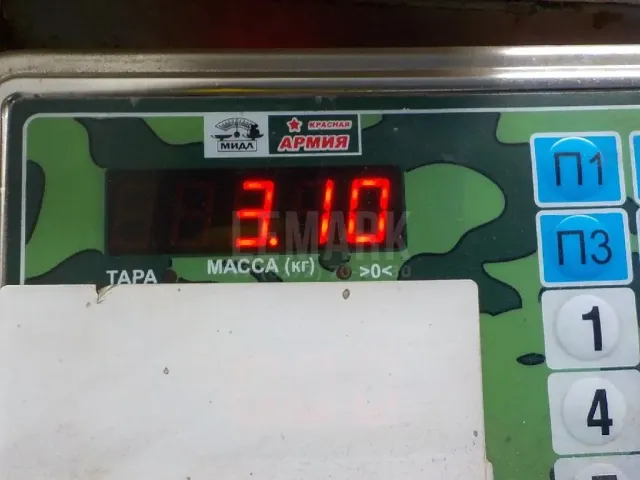 МИДЛ
КРАСНАЯ
АРМИЯ
3.10
ТАРА
МАССА (кг)
>0<
П1
П3
1
4